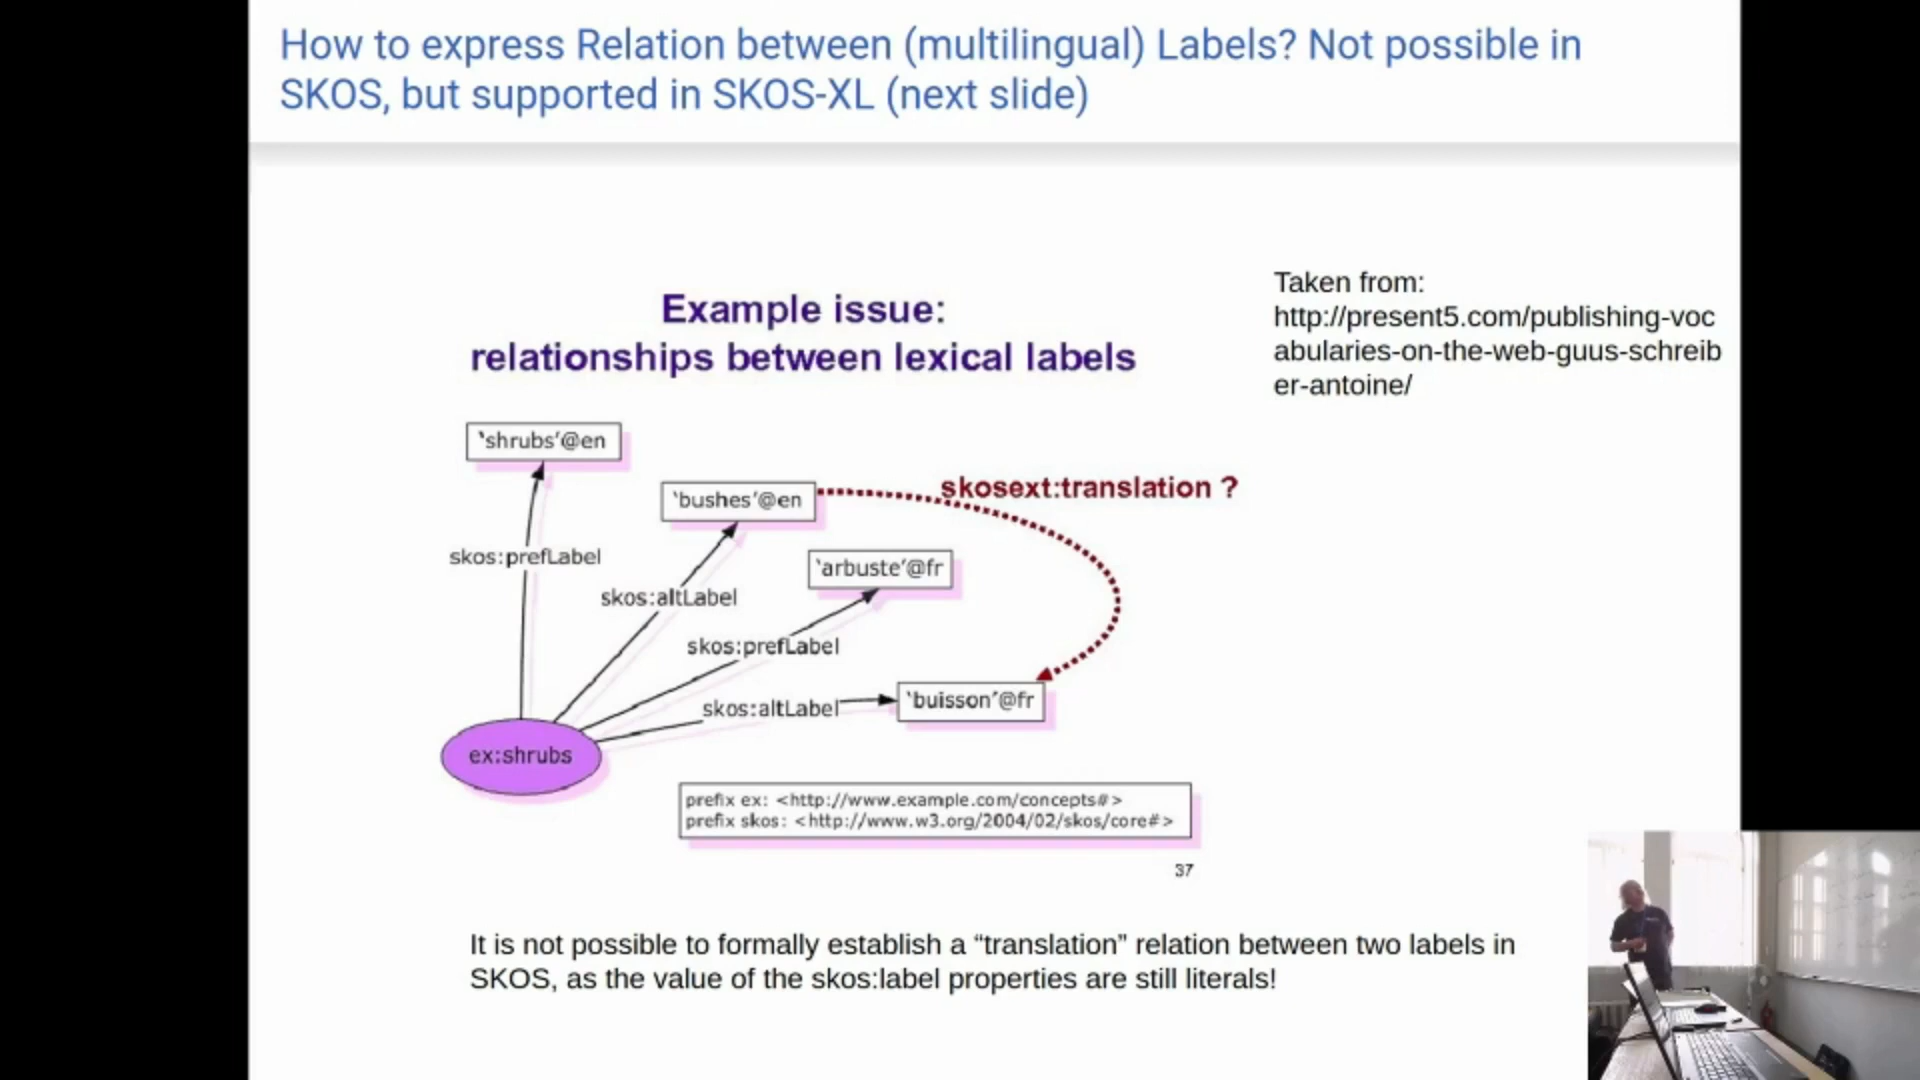 How to express Relation between (multilingual) Labels? Not possible in
SKOS, but supported in SKOS-XL (next slide)
Taken from:
http://present5.com/publishing-voc
abularies-on-the-web-guus-schreib
er-antoine/
Example issue:
relationships between lexical labels
‘shrubs’@en
‘bushes’@en
skosext:translation ?
skos:prefLabel
‘arbuste’@fr
skos:altLabel
skos:prefLabel
‘buisson’@fr
skos:altLabel
ex:shrubs
prefix ex: <http://www.example.com/concepts#>
prefix skos: <http://www.w3.org/2004/02/skos/core#>
37
It is not possible to formally establish a “translation” relation between two labels in
SKOS, as the value of the skos:label properties are still literals!